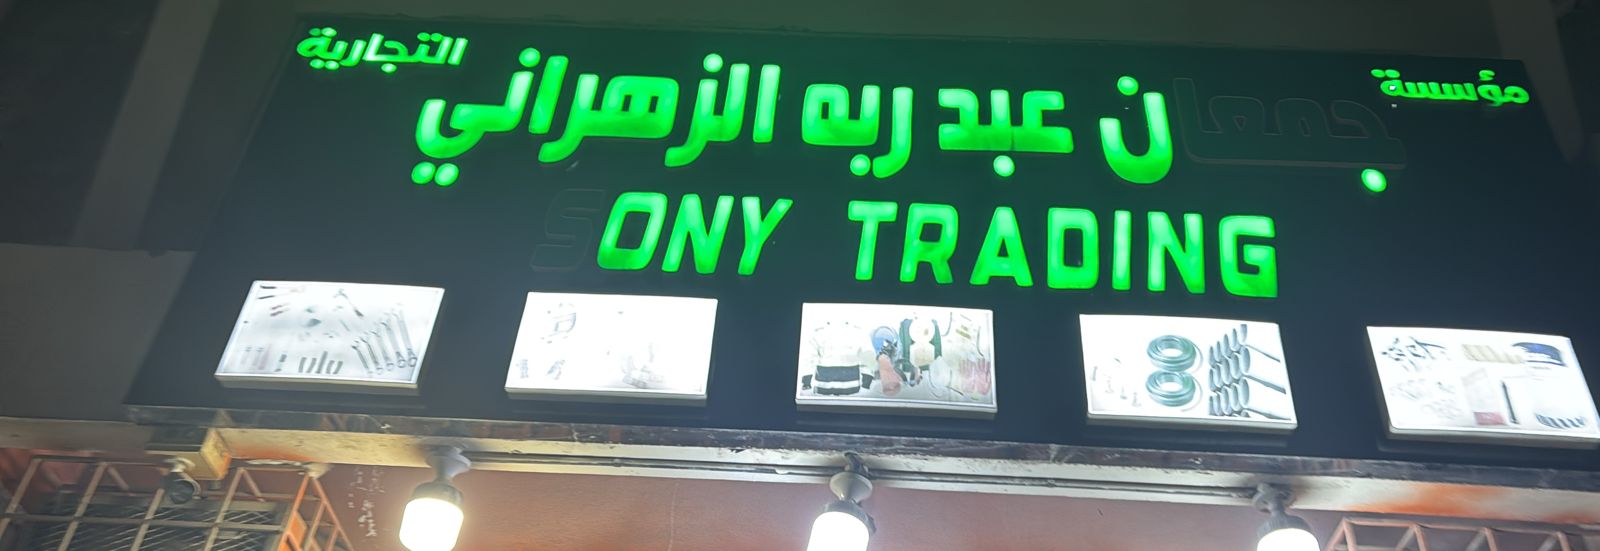 مؤسسة
جمعان عبد ربه الزهراني
التجارية
SONY TRADING